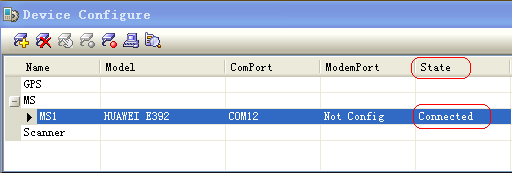 Device Configure
Name Model ComPort ModemPort State
GPS
MS
MS1 HUAWEI E392 COM12 Not Config Connected
Scanner